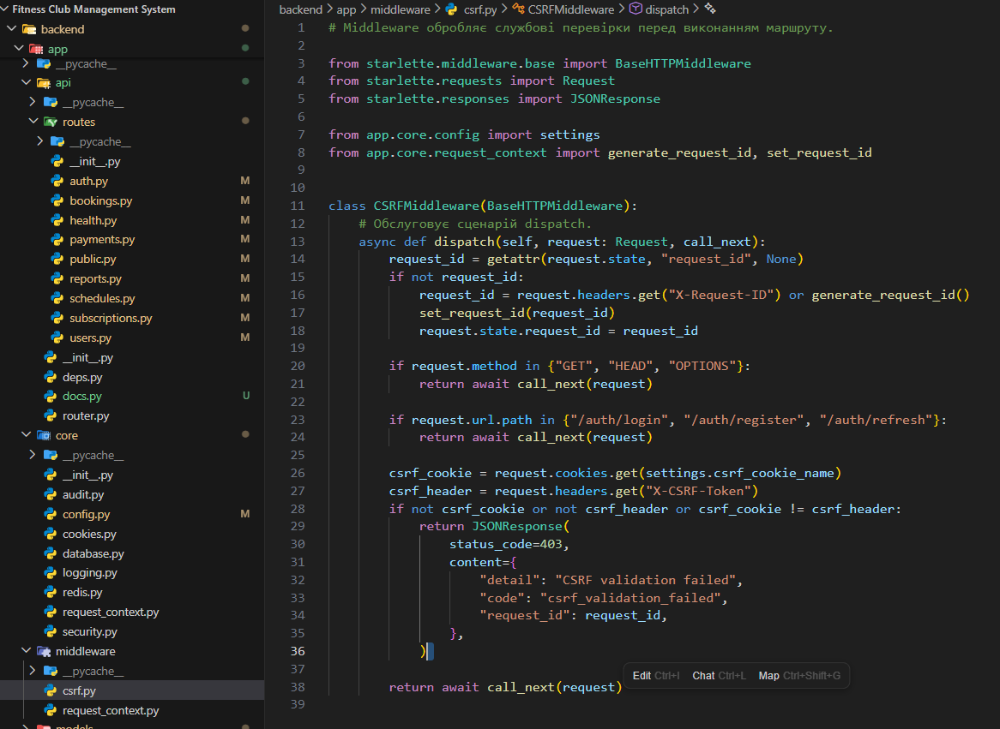 Fitness Club Management System
backend
app
__pycache__
api
__pycache__
routes
__pycache__
__init__.py
auth.py M
bookings.py M
health.py M
payments.py M
public.py M
reports.py M
schedules.py M
subscriptions.py M
users.py M
__init__.py
deps.py
docs.py U
router.py
core
__pycache__
__init__.py
audit.py
config.py M
cookies.py
database.py
logging.py
redis.py
request_context.py
security.py
middleware
__pycache__
csrf.py
request_context.py
models
backend > app > middleware > csrf.py > CSRFMiddleware > dispatch >
1 # Middleware обробляє службові перевірки перед виконанням маршруту.
2
3 from starlette.middleware.base import BaseHTTPMiddleware
4 from starlette.requests import Request
5 from starlette.responses import JSONResponse
6
7 from app.core.config import settings
8 from app.core.request_context import generate_request_id, set_request_id
9
10
11 class CSRFMiddleware(BaseHTTPMiddleware):
12     # Обслуговує сценарій dispatch.
13     async def dispatch(self, request: Request, call_next):
14         request_id = getattr(request.state, "request_id", None)
15         if not request_id:
16             request_id = request.headers.get("X-Request-ID") or generate_request_id()
17             set_request_id(request_id)
18             request.state.request_id = request_id
19
20         if request.method in {"GET", "HEAD", "OPTIONS"}:
21             return await call_next(request)
22
23         if request.url.path in {"/auth/login", "/auth/register", "/auth/refresh"}:
24             return await call_next(request)
25
26         csrf_cookie = request.cookies.get(settings.csrf_cookie_name)
27         csrf_header = request.headers.get("X-CSRF-Token")
28         if not csrf_cookie or not csrf_header or csrf_cookie != csrf_header:
29             return JSONResponse(
30                 status_code=403,
31                 content={
32                     "detail": "CSRF validation failed",
33                     "code": "csrf_validation_failed",
34                     "request_id": request_id,
35                 },
36             )
37
38         return await call_next(request)
39
Edit Ctrl+I Chat Ctrl+L Map Ctrl+Shift+G